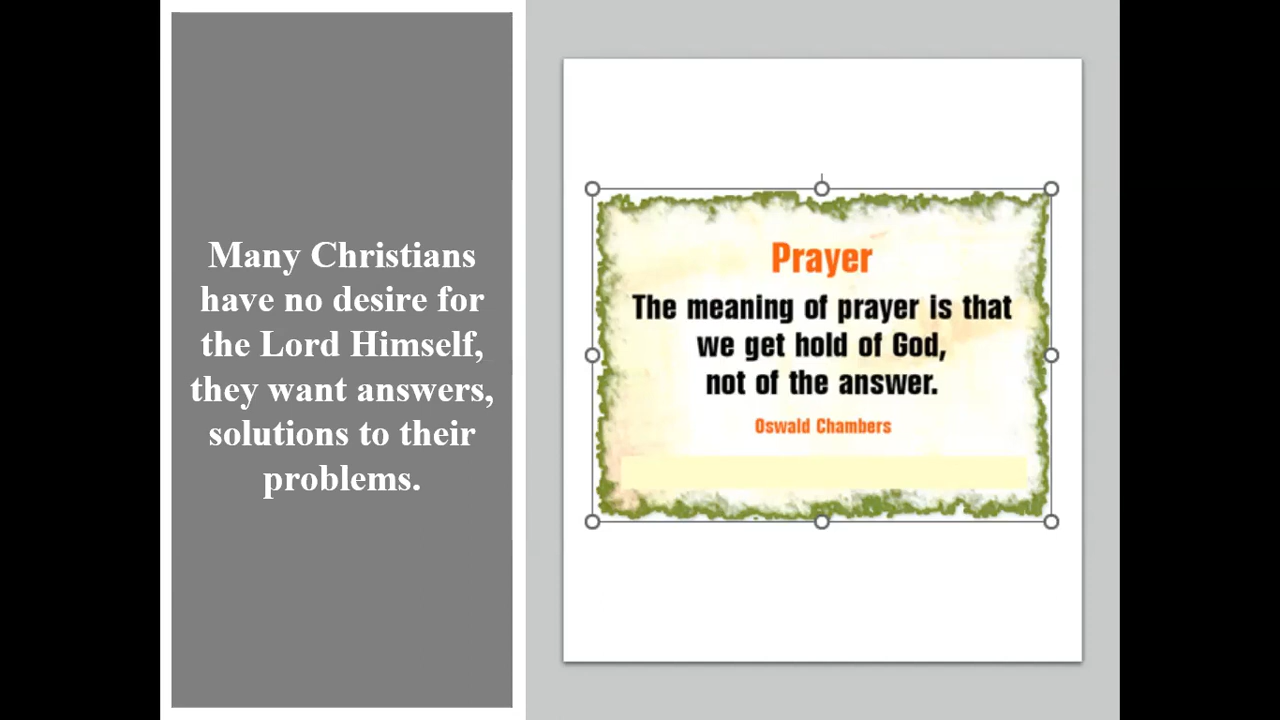 Many Christians
have no desire for
the Lord Himself,
they want answers,
solutions to their
problems.
Prayer
The meaning of prayer is that
we get hold of God,
not of the answer.
Oswald Chambers